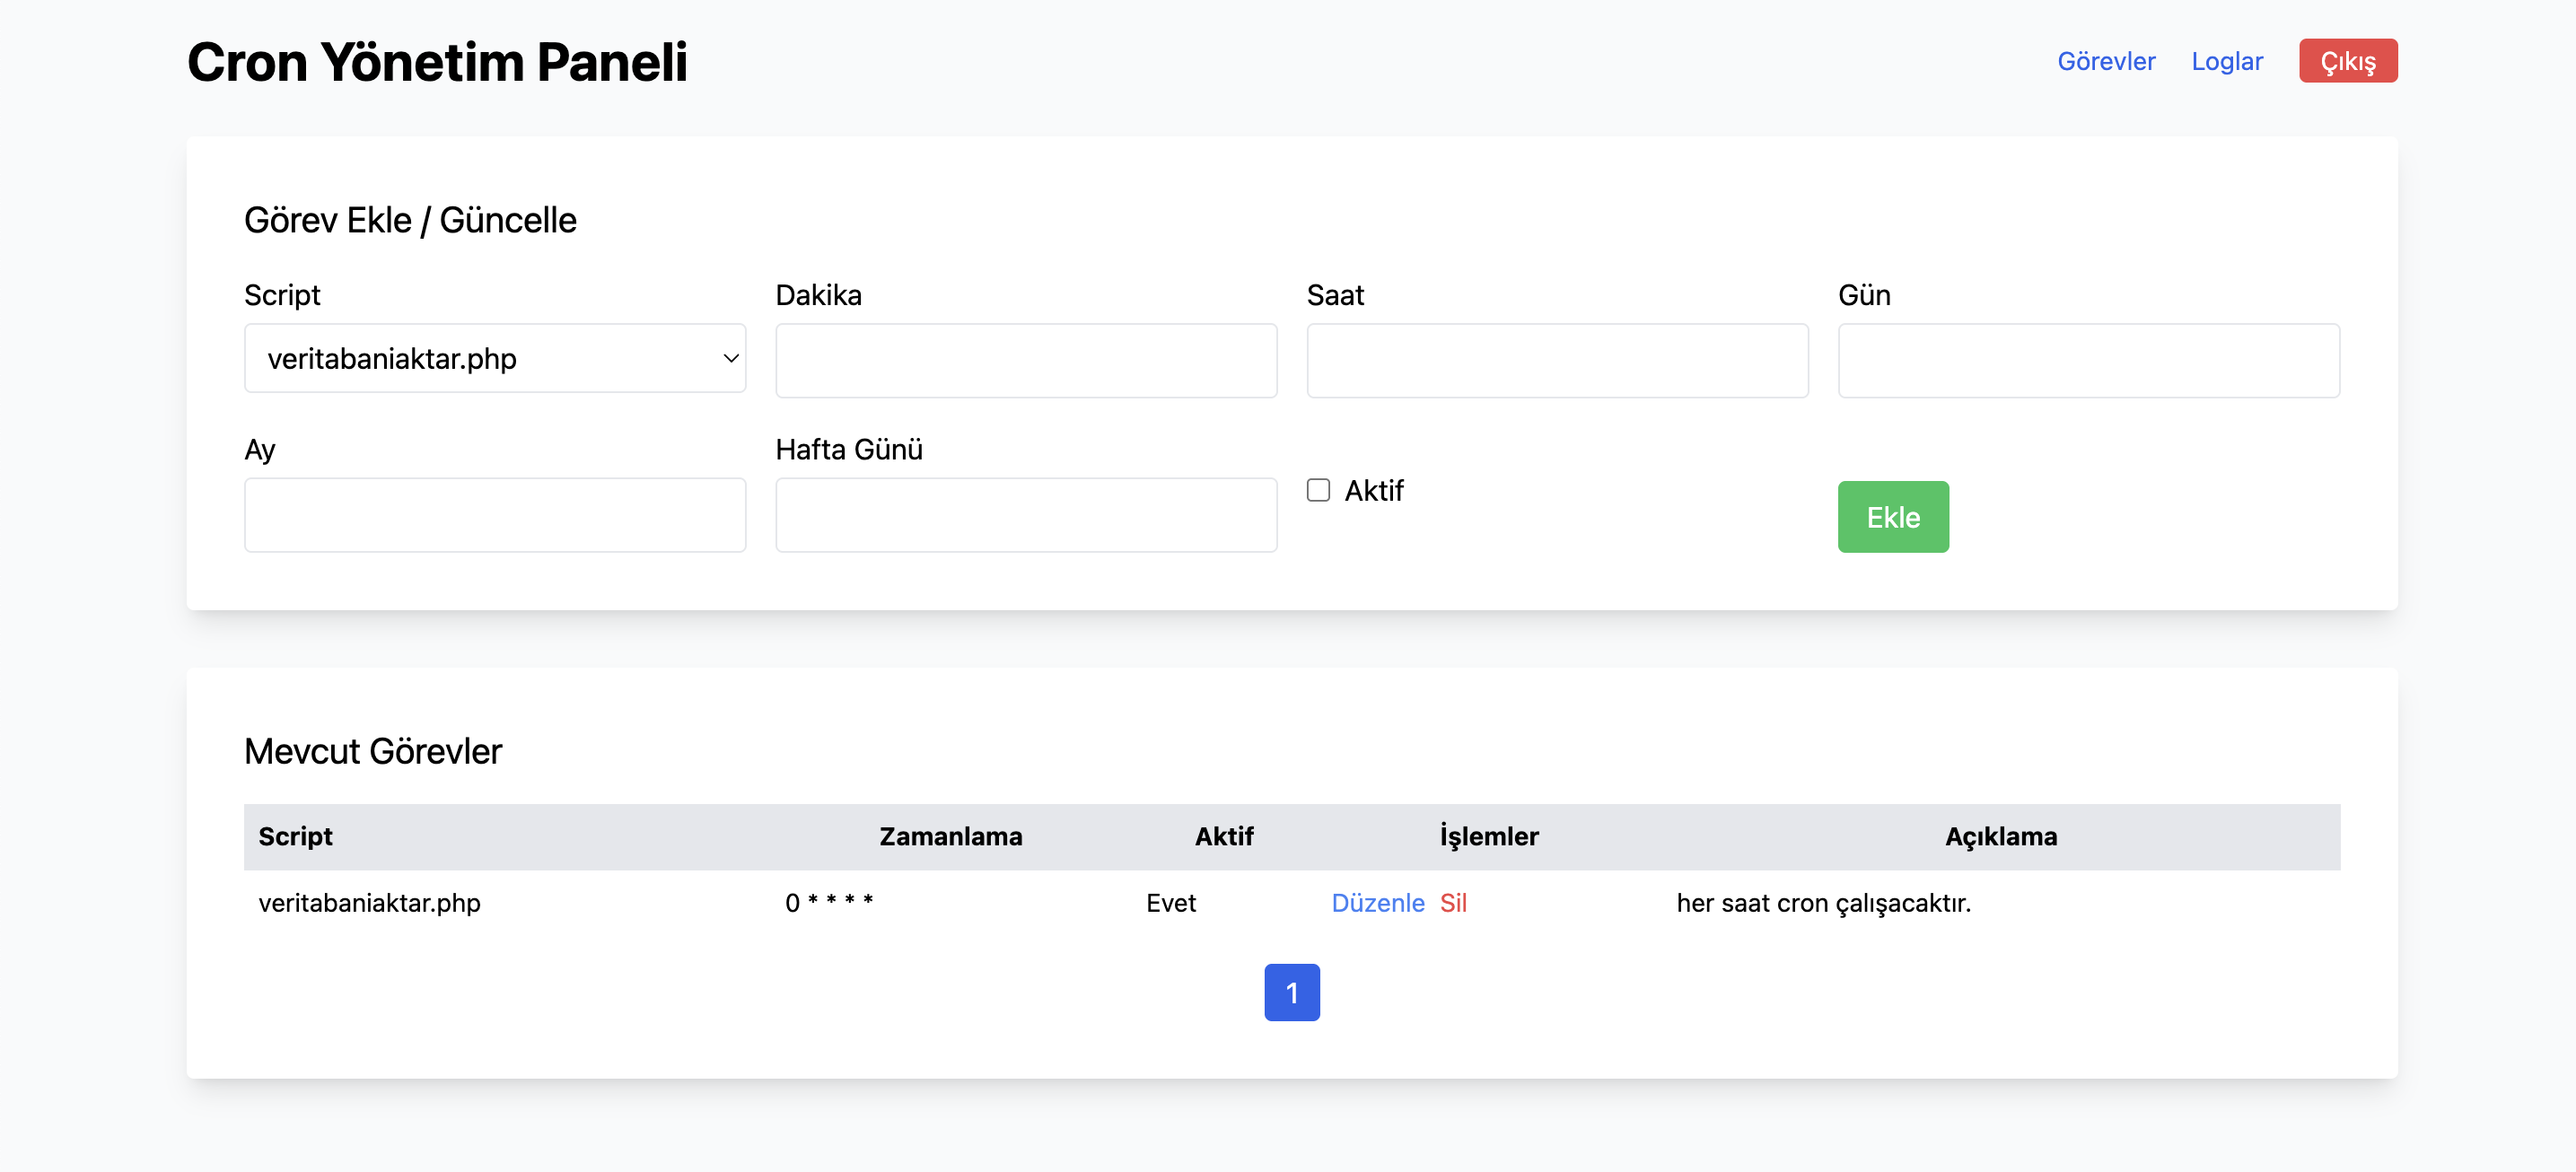 Cron Yönetim Paneli
Görevler Loglar Çıkış
Görev Ekle / Güncelle
Script Dakika Saat Gün
veritabaniaktar.php
Ay Hafta Günü
Aktif
Ekle
Mevcut Görevler
Script Zamanlama Aktif İşlemler Açıklama
veritabaniaktar.php 0 * * * * Evet Düzenle Sil her saat cron çalışacaktır.
1